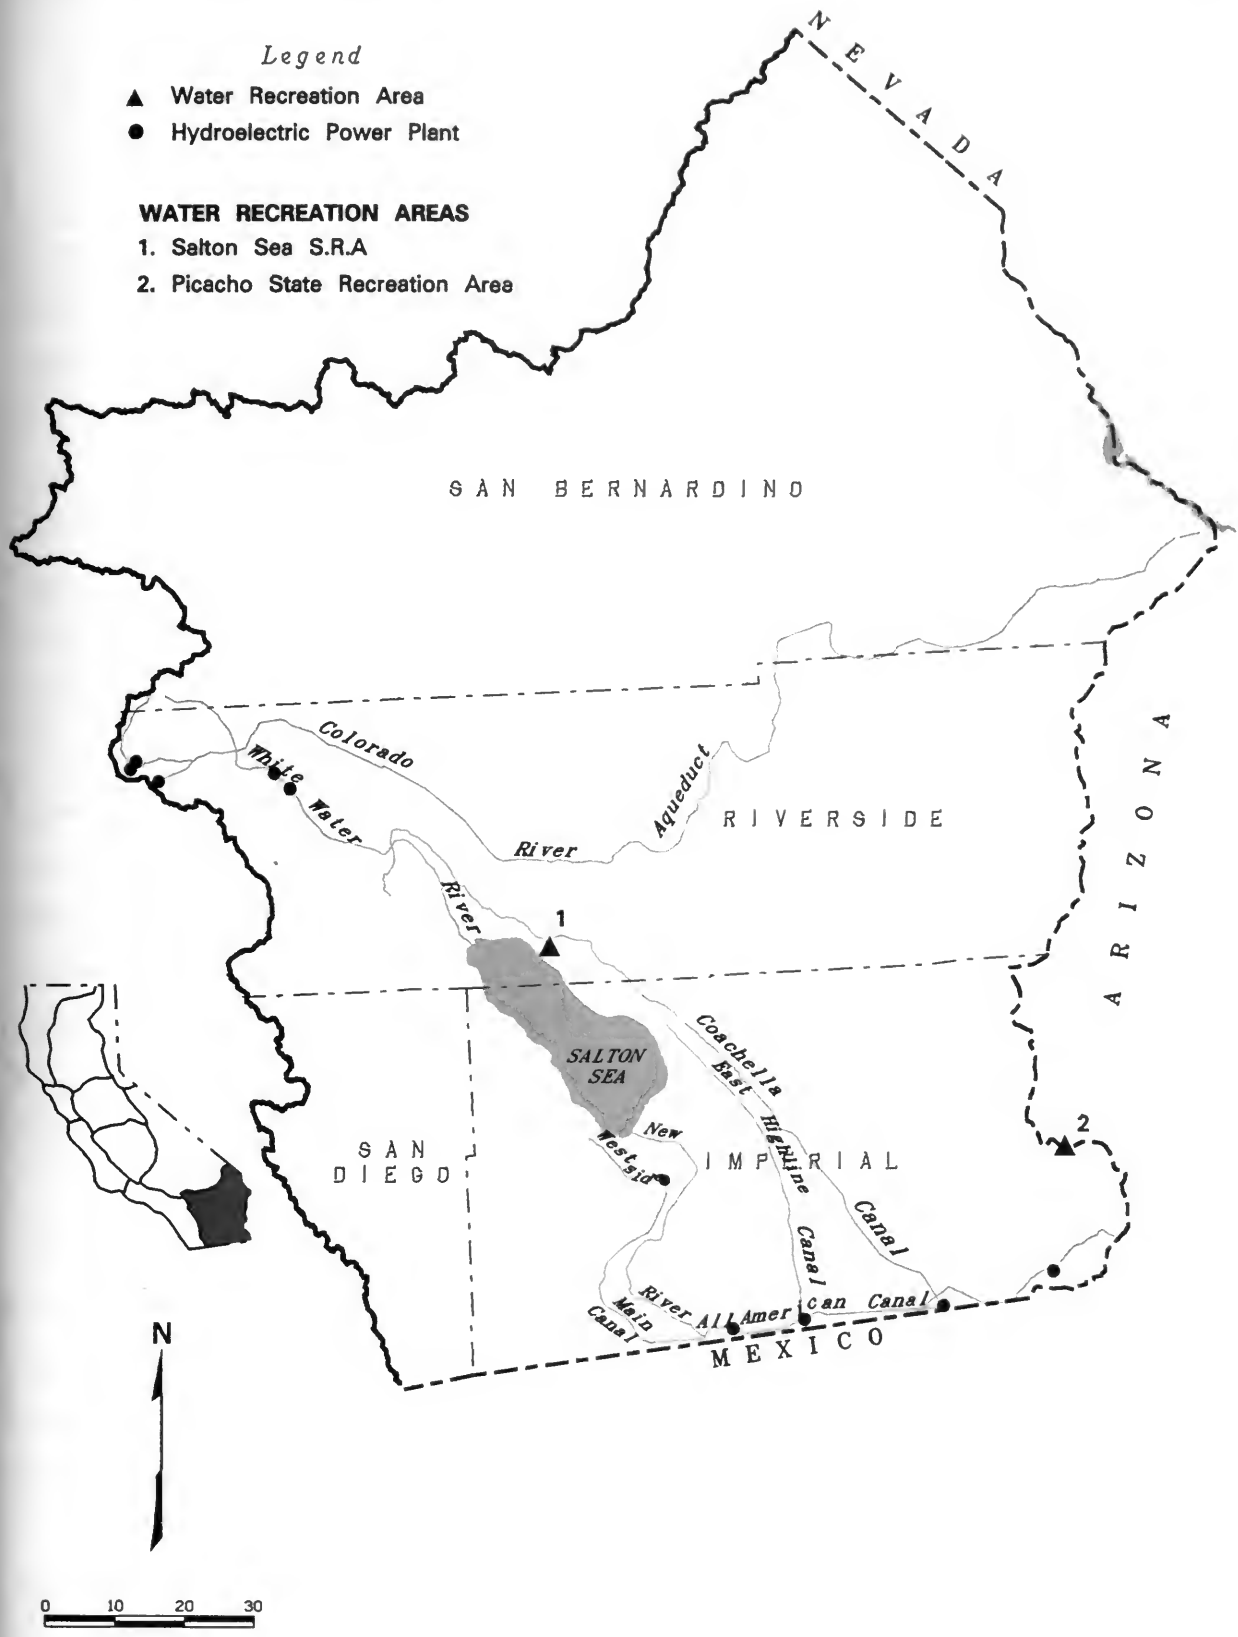 Legend
Water Recreation Area
Hydroelectric Power Plant
WATER RECREATION AREAS
1. Salton Sea S.R.A
2. Picacho State Recreation Area
NEVADA
SAN BERNARDINO
Colorado
River
Aqueduct
White
Water
River
RIVERSIDE
ARIZONA
1
SALTON
SEA
Coachella
Canal
East
Highline
Canal
New
River
Westside
Main
Canal
SAN
DIEGO
IMPERIAL
2
All American Canal
MEXICO
N
0 10 20 30